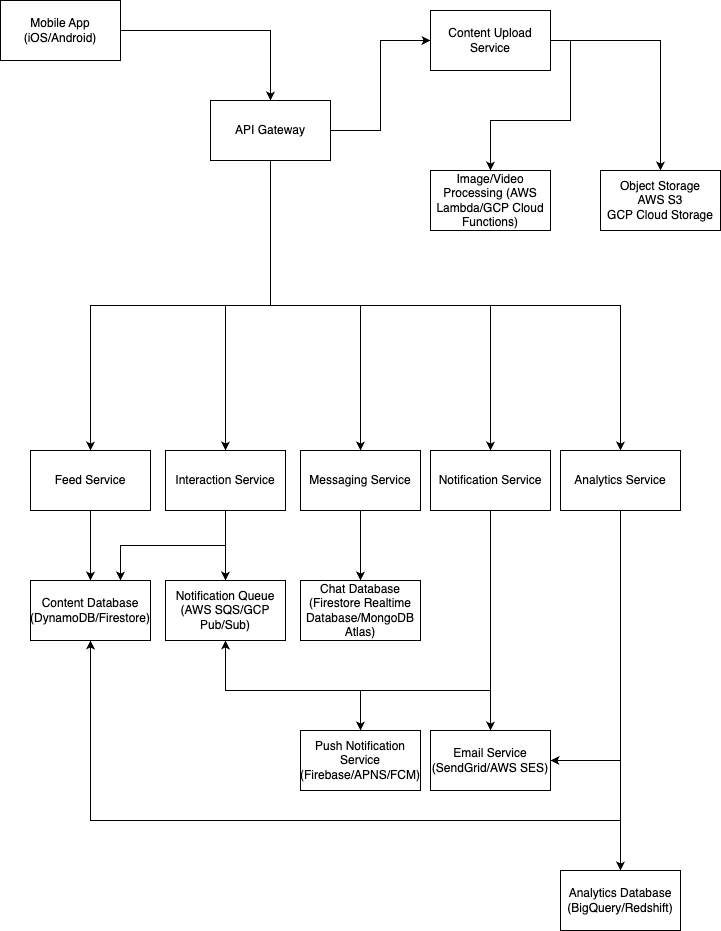 Mobile App
(iOS/Android)
Content Upload
Service
API Gateway
Image/Video
Processing (AWS
Lambda/GCP Cloud
Functions)
Object Storage
AWS S3
GCP Cloud Storage
Feed Service
Interaction Service
Messaging Service
Notification Service
Analytics Service
Content Database
(DynamoDB/Firestore)
Notification Queue
(AWS SQS/GCP
Pub/Sub)
Chat Database
(Firestore Realtime
Database/MongoDB
Atlas)
Push Notification
Service
(Firebase/APNS/FCM)
Email Service
(SendGrid/AWS SES)
Analytics Database
(BigQuery/Redshift)